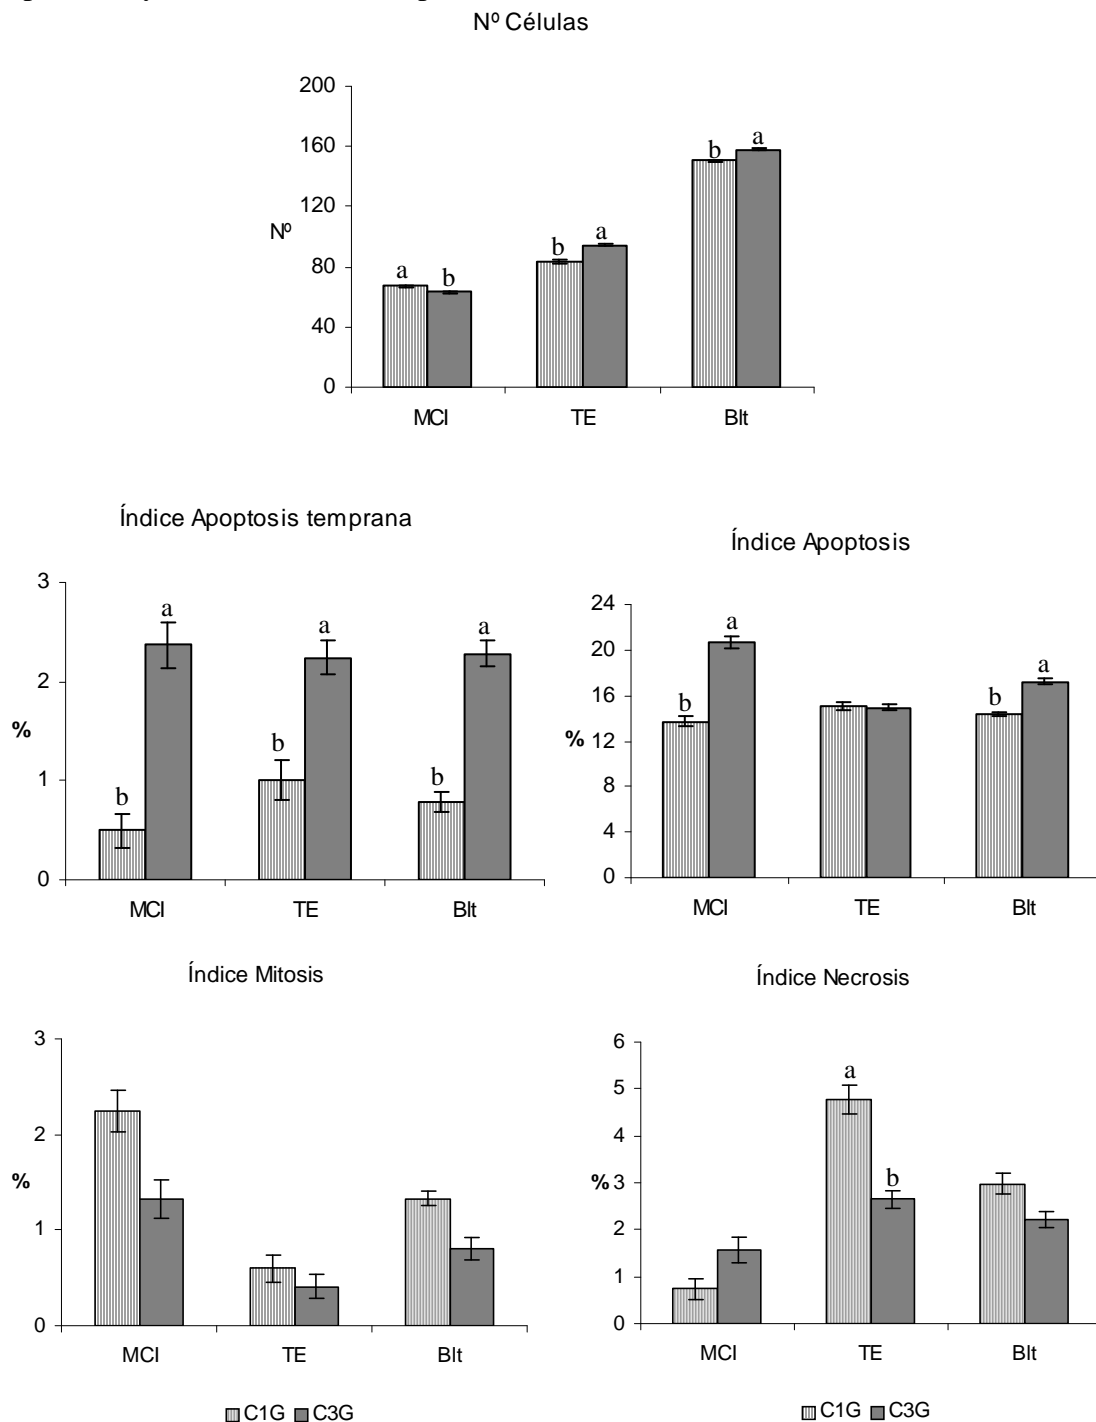 Nº Células
200
160
120
80
40
0
Nº
a
b
b
a
b
a
MCI TE Blt
Índice Apoptosis temprana
3
2
1
0
%
b
a
b
a
b
a
MCI TE Blt
Índice Apoptosis
24
20
16
12
8
4
0
%
b
a
b
a
MCI TE Blt
Índice Mitosis
3
2
1
0
%
MCI TE Blt
C1G C3G
Índice Necrosis
6
5
4
3
2
1
0
%
a
b
MCI TE Blt
C1G C3G